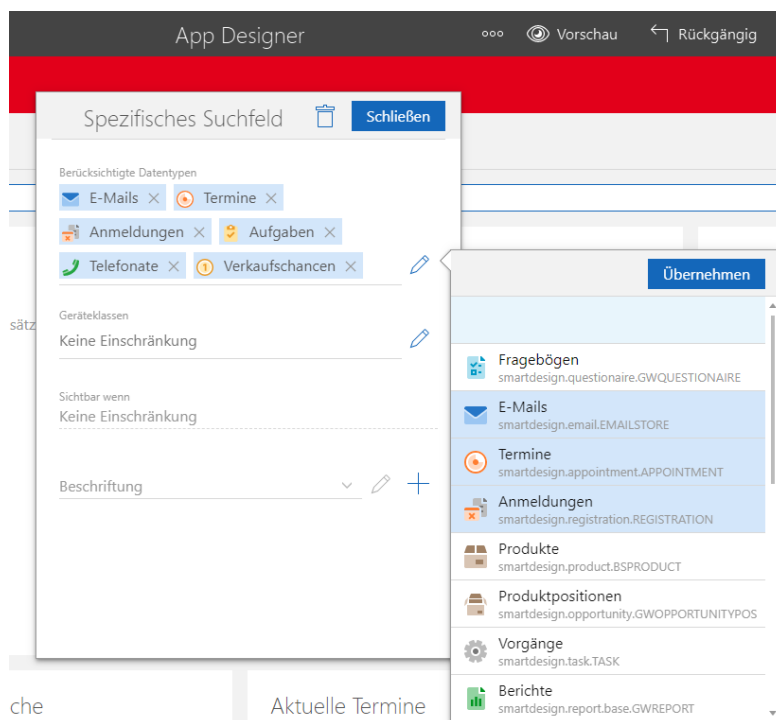 App Designer
Vorschau
Rückgängig
Spezifisches Suchfeld
Schließen
Berücksichtigte Datentypen
E-Mails
Termine
Anmeldungen
Aufgaben
Telefonate
1
Verkaufschancen
sätz
Geräteklassen
Keine Einschränkung
Sichtbar wenn
Keine Einschränkung
Beschriftung
Übernehmen
Fragebögen
smartdesign.questionaire.GWQUESTIONAIRE
E-Mails
smartdesign.email.EMAILSTORE
Termine
smartdesign.appointment.APPOINTMENT
Anmeldungen
smartdesign.registration.REGISTRATION
Produkte
smartdesign.product.BSPRODUCT
Produktpositionen
smartdesign.opportunity.GWOPPORTUNITYPOS
Vorgänge
smartdesign.task.TASK
Berichte
smartdesign.report.base.GWREPORT
che
Aktuelle Termine